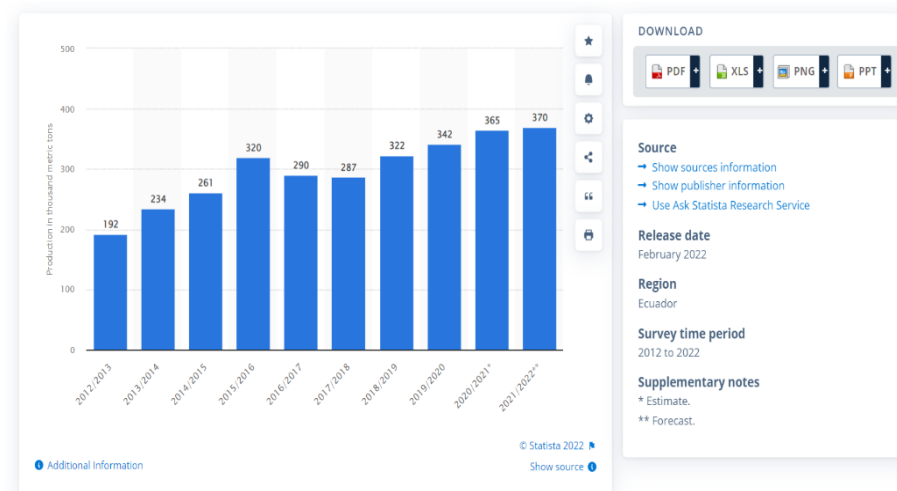 500
400
300
200
100
0
Production in thousand metric tons
192
234
261
320
290
287
322
342
365
370
2012/2013
2013/2014
2014/2015
2015/2016
2016/2017
2017/2018
2018/2019
2019/2020
2020/2021*
2021/2022**
© Statista 2022
Additional Information
Show source
DOWNLOAD
PDF + XLS + PNG + PPT +
Source
→ Show sources information
→ Show publisher information
→ Use Ask Statista Research Service
Release date
February 2022
Region
Ecuador
Survey time period
2012 to 2022
Supplementary notes
* Estimate.
** Forecast.